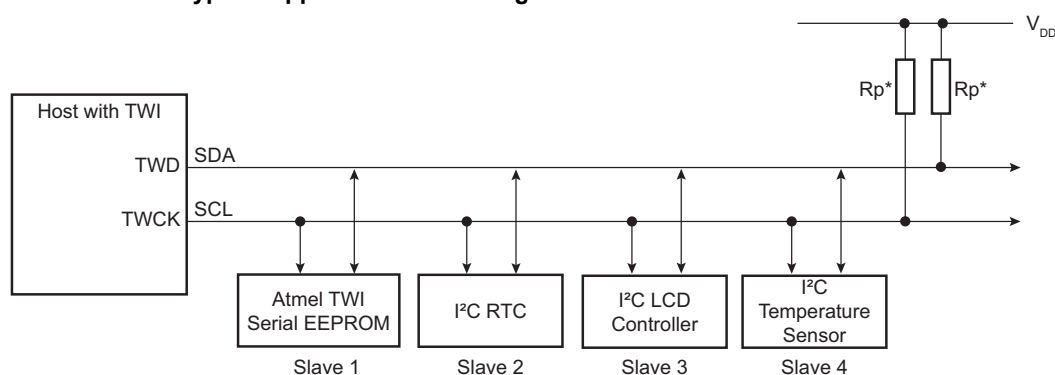 V_DD
Rp* Rp*
Host with TWI
TWD SDA
TWCK SCL
Atmel TWI
Serial EEPROM
I²C RTC
I²C LCD
Controller
I²C
Temperature
Sensor
Slave 1 Slave 2 Slave 3 Slave 4